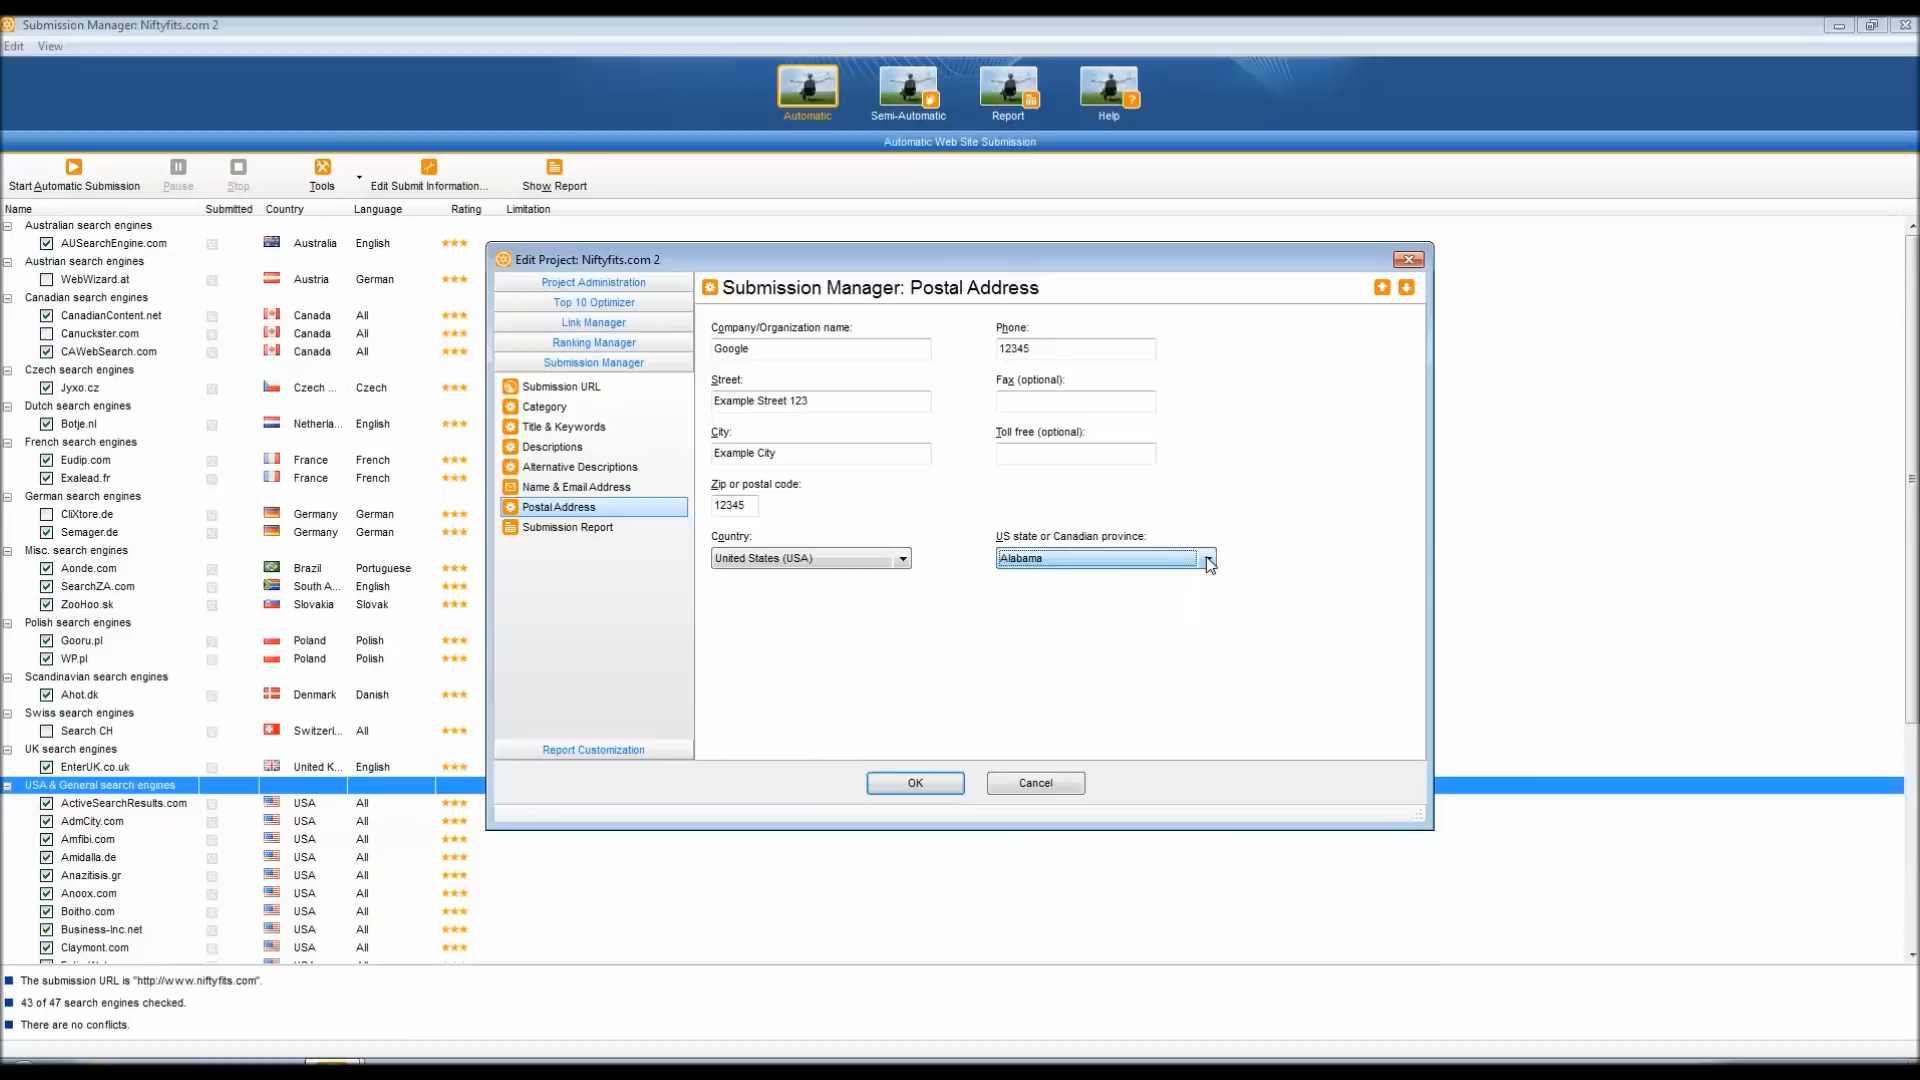 Submission Manager: Niftyfits.com 2
Edit View
Automatic Semi-Automatic Report Help
Automatic Web Site Submission
Start Automatic Submission Pause Stop Tools Edit Submit Information... Show Report
Name Submitted Country Language Rating Limitation
Australian search engines
AUSearchEngine.com Australia English
Austrian search engines
WebWizard.at Austria German
Canadian search engines
CanadianContent.net Canada All
Canuckster.com Canada All
CAWebSearch.com Canada All
Czech search engines
Jyxo.cz Czech ... Czech
Dutch search engines
Botje.nl Netherla... English
French search engines
Eudip.com France French
Exalead.fr France French
German search engines
CliXtore.de Germany German
Semager.de Germany German
Misc. search engines
Aonde.com Brazil Portuguese
SearchZA.com South A... English
ZooHoo.sk Slovakia Slovak
Polish search engines
Gooru.pl Poland Polish
WP.pl Poland Polish
Scandinavian search engines
Ahot.dk Denmark Danish
Swiss search engines
Search CH Switzerl... All
UK search engines
EnterUK.co.uk United K... English
USA & General search engines
ActiveSearchResults.com USA All
AdmCity.com USA All
Amfibi.com USA All
Amidalla.de USA All
Anazitisis.gr USA All
Anoox.com USA All
Boitho.com USA All
Business-Inc.net USA All
Claymont.com USA All
Edit Project: Niftyfits.com 2
Project Administration
Top 10 Optimizer
Link Manager
Ranking Manager
Submission Manager
Submission URL
Category
Title & Keywords
Descriptions
Alternative Descriptions
Name & Email Address
Postal Address
Submission Report
Report Customization
Submission Manager: Postal Address
Company/Organization name: Phone:
Google 12345
Street: Fax (optional):
Example Street 123
City: Toll free (optional):
Example City
Zip or postal code:
12345
Country: US state or Canadian province:
United States (USA) Alabama
OK Cancel
The submission URL is "http://www.niftyfits.com".
43 of 47 search engines checked.
There are no conflicts.